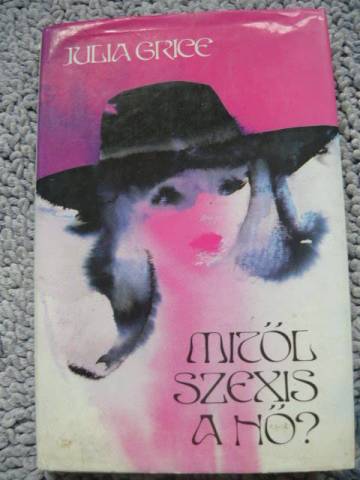 JULIA GRICE
MITŐL
SZEXIS
A NŐ?